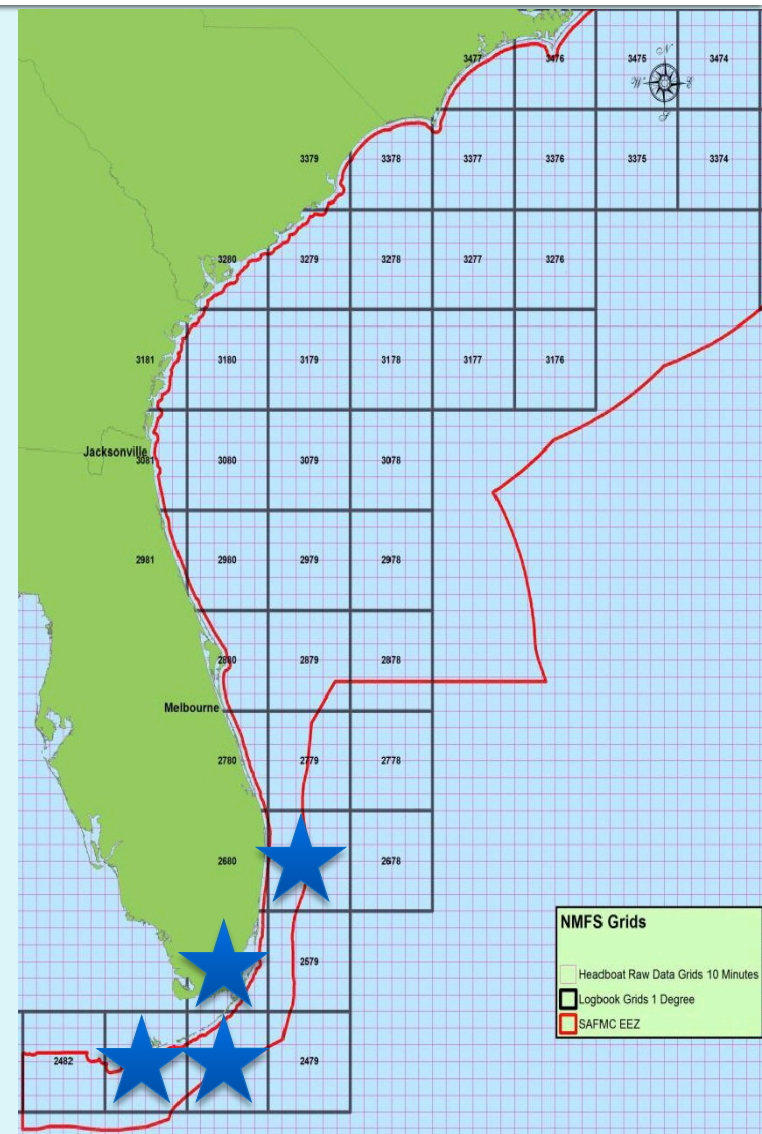 3477 3476 3475 3474
N
W E
S
3379 3378 3377 3376 3375 3374
3280 3279 3278 3277 3276
3181 3180 3179 3178 3177 3176
Jacksonville
3081 3080 3079 3078
2981 2980 2979 2978
2880 2879 2878
Melbourne
2780 2779 2778
2680 2678
NMFS Grids
2579
Headboat Raw Data Grids 10 Minutes
Logbook Grids 1 Degree
SAFMC EEZ
2482 2479